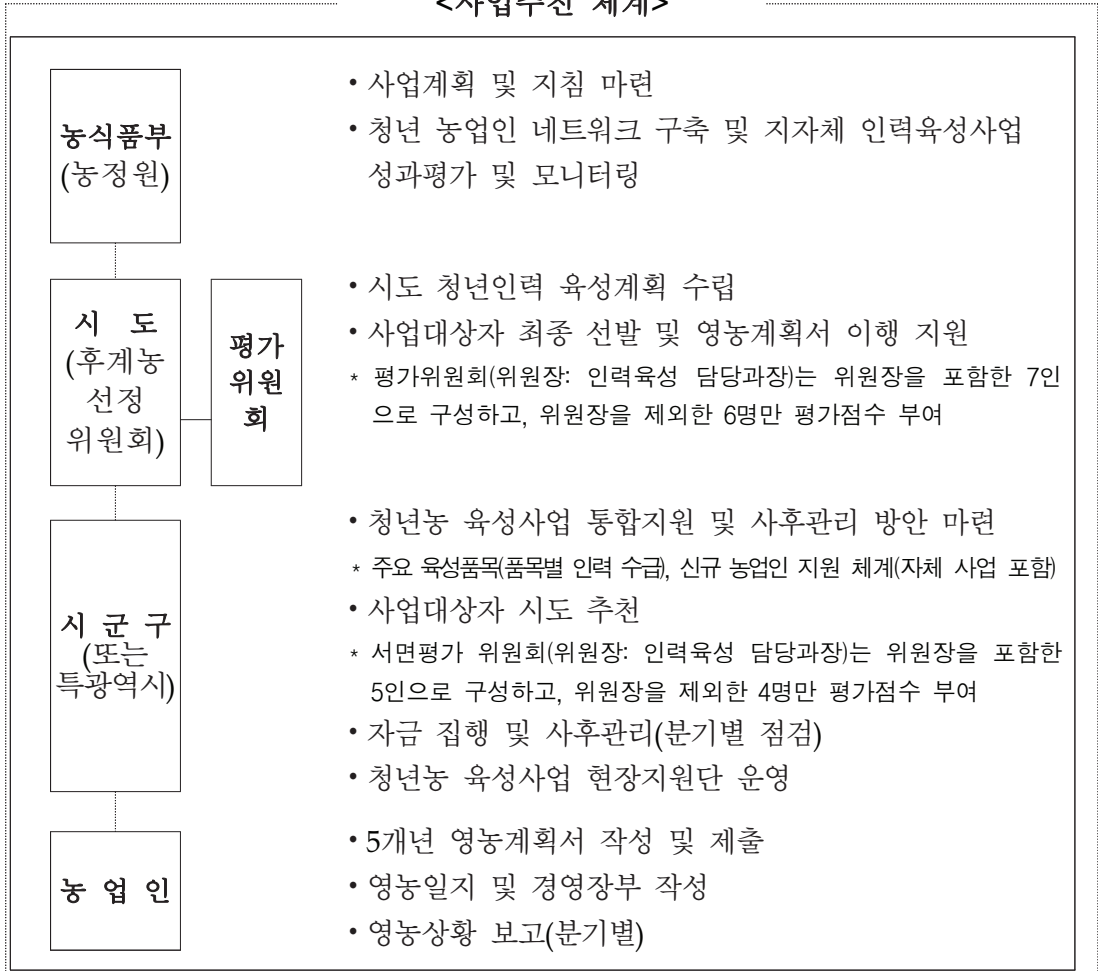 <사업추진 체계>
농식품부
(농정원)
• 사업계획 및 지침 마련
• 청년 농업인 네트워크 구축 및 지자체 인력육성사업
성과평가 및 모니터링
시 도
(후계농
선정
위원회)
평가
위원
회
• 시도 청년인력 육성계획 수립
• 사업대상자 최종 선발 및 영농계획서 이행 지원
* 평가위원회(위원장: 인력육성 담당과장)는 위원장을 포함한 7인
으로 구성하고, 위원장을 제외한 6명만 평가점수 부여
시 군 구
(또는
특광역시)
• 청년농 육성사업 통합지원 및 사후관리 방안 마련
* 주요 육성품목(품목별 인력 수급), 신규 농업인 지원 체계(자체 사업 포함)
• 사업대상자 시도 추천
* 서면평가 위원회(위원장: 인력육성 담당과장)는 위원장을 포함한
5인으로 구성하고, 위원장을 제외한 4명만 평가점수 부여
• 자금 집행 및 사후관리(분기별 점검)
• 청년농 육성사업 현장지원단 운영
농 업 인
• 5개년 영농계획서 작성 및 제출
• 영농일지 및 경영장부 작성
• 영농상황 보고(분기별)